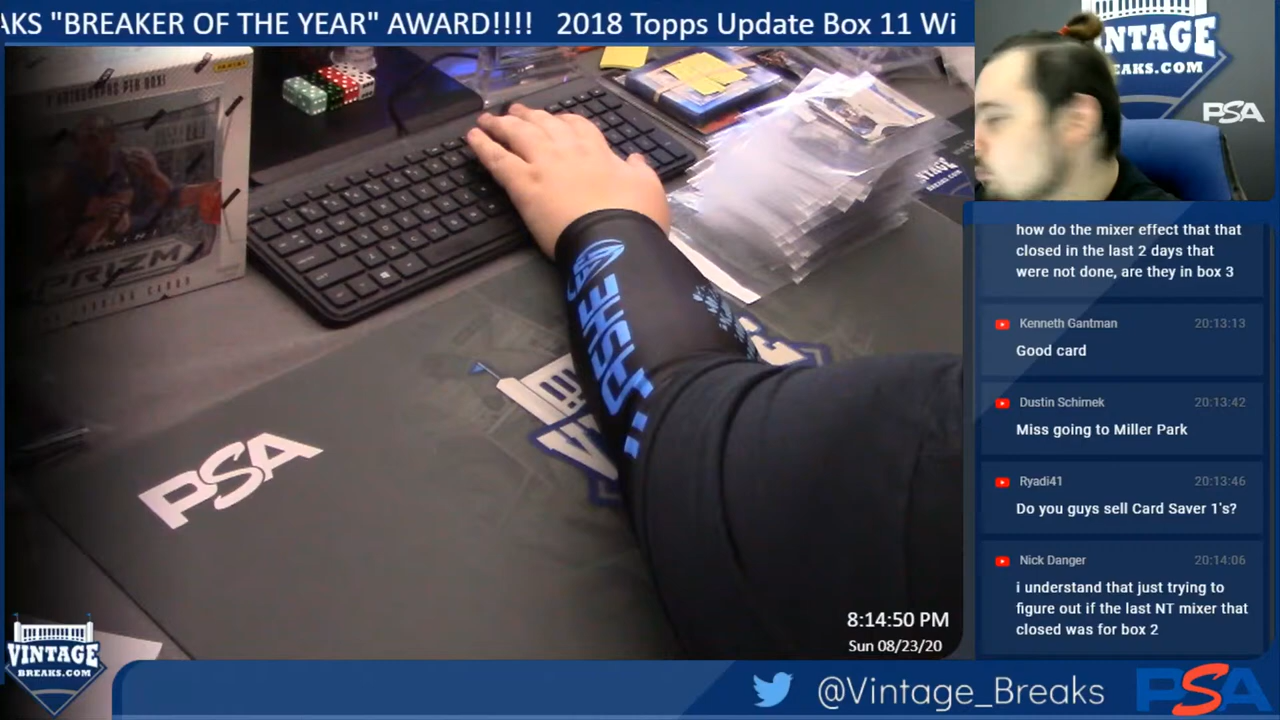 AKS "BREAKER OF THE YEAR" AWARD!!!! 2018 Topps Update Box 11 Wi
PANINI
PRIZM
VINTAGE
BREAKS.COM
PSA
how do the mixer effect that that
closed in the last 2 days that
were not done, are they in box 3
Kenneth Gantman 20:13:13
Good card
Dustin Schimek 20:13:42
Miss going to Miller Park
Ryadi41 20:13:46
Do you guys sell Card Saver 1's?
Nick Danger 20:14:06
i understand that just trying to
figure out if the last NT mixer that
closed was for box 2
PSA
8:14:50 PM
Sun 08/23/20
VINTAGE
BREAKS.COM
@Vintage_Breaks
PSA